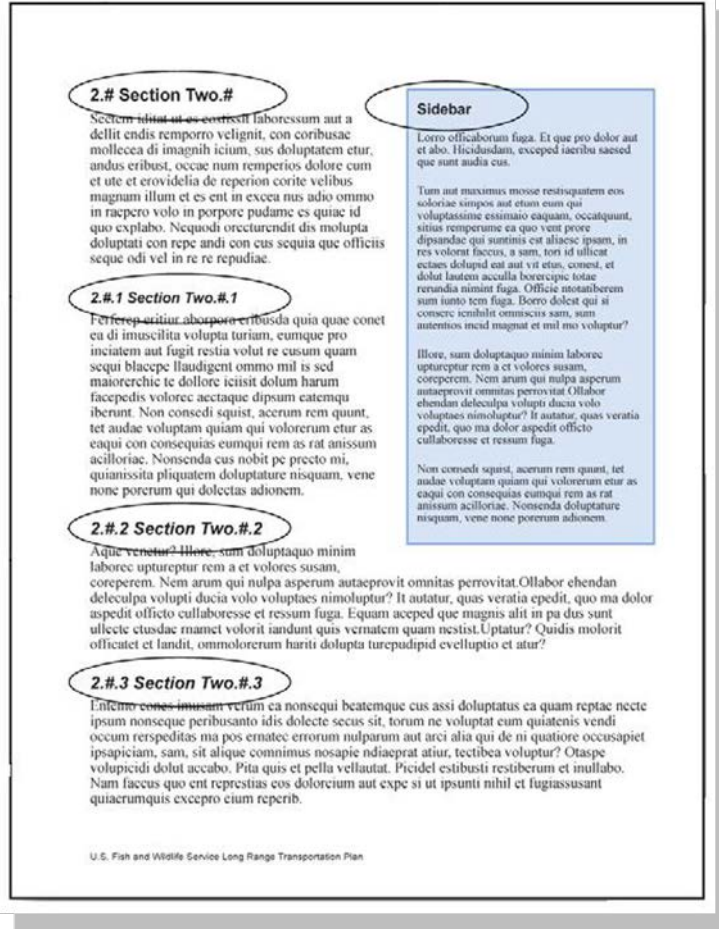 2.# Section Two.#
Sectem iditat ut es eostissit laboressum aut a
dellit endis remporro velignit, con coribusae
mollecea di imagnih icium, sus doluptatem etur,
andus eribust, occae num remperios dolore cum
et ute et erovidelia de reperion corite velibus
magnam illum et es ent in excea nus adio ommo
in raepero volo in porpore pudame es quiae id
quo explabo. Nequodi orecturendit dis molupta
doluptati con repe andi con cus sequia que officiis
seque odi vel in re re repudiae.
2.#.1 Section Two.#.1
Ferferep eritiur aborpora eribusda quia quae conet
ea di imuscilita volupta turiam, eumque pro
inciatem aut fugit restia volut re cusum quam
sequi blaccpe llaudigent ommo mil is sed
maiorerchic te dollore iciisit dolum harum
facepedis volorec aectaque dipsum eatemqu
iberunt. Non consedi squist, acerum rem quunt,
tet audae voluptam quiam qui volorerum etur as
eaqui con consequias eumqui rem as rat anissum
acilloriae. Nonsenda cus nobit pe precto mi,
quianissita pliquatem doluptature nisquam, vene
none porerum qui dolectas adionem.
2.#.2 Section Two.#.2
Aque venetur? Illore, sum doluptaquo minim
laborec uptureptur rem a et volores susam,
coreperem. Nem arum qui nulpa asperum autaeprovit omnitas perrovitat.Ollabor ehendan
deleculpa volupti ducia volo voluptaes nimoluptur? It autatur, quas veratia epedit, quo ma dolor
aspedit officto cullaboresse et ressum fuga. Equam aceped que magnis alit in pa dus sunt
ullecte ctusdae rnamet volorit iandunt quis vernatem quam nestist.Uptatur? Quidis molorit
officatet et landit, ommolorerum hariti dolupta turepudipid evelluptio et atur?
2.#.3 Section Two.#.3
Entemo cones imusam verum ea nonsequi beatemque cus assi doluptatus ea quam reptae necte
ipsum nonseque peribusanto idis dolecte secus sit, torum ne voluptat eum quiatenis vendi
occum rerspeditas ma pos ernatec errorum nulparum aut arci alia qui de ni quatiore occusapiet
ipsapiciam, sam, sit alique comnimus nosapie ndiaeprat atiur, tectibea voluptur? Otaspe
volupicidi dolut accabo. Pita quis et pella vellautat. Picidel estibusti restiberum et inullabo.
Nam faccus quo ent represtias eos doloreium aut expe si ut ipsunti nihil et fugiassusant
quiaerumquis excepro eium reperib.
Sidebar
Lorro officaborum fuga. Et que pro dolor aut
et abo. Hicidusdam, exceped iaeribu saesed
que sunt audia cus.
Tum aut maximus mosse restisquatem eos
soloriae simpos aut etum eum qui
voluptassime essimaio eaquam, occatquunt,
sitius remperume ea quo vent prore
dipsandae qui suntinis est aliaesc ipsam, in
res volorat faccus, a sam, tori id ullicat
ectaes dolupid eat aut vit etus, conest, et
dolut lautem acculla borercipic totae
rerundia nimint fuga. Officie ntotatiberem
sum iunto tem fuga. Borro dolest qui si
consere icnihilit omniscius sam, sum
autentios incid magnat et mil mo voluptur?
Illore, sum doluptaquo minim laborec
uptureptur rem a et volores susam,
coreperem. Nem arum qui nulpa asperum
autaeprovit omnitas perrovitat Ollabor
ehendan deleculpa volupti ducia volo
voluptaes nimoluptur? It autatur, quas veratia
epedit, quo ma dolor aspedit officto
cullaboresse et ressum fuga.
Non consedi squist, acerum rem quunt, tet
audae voluptam quiam qui volorerum etur as
eaqui con consequias eumqui rem as rat
anissum acilloriae. Nonsenda doluptature
nisquam, vene none porerum adionem.
U.S. Fish and Wildlife Service Long Range Transportation Plan